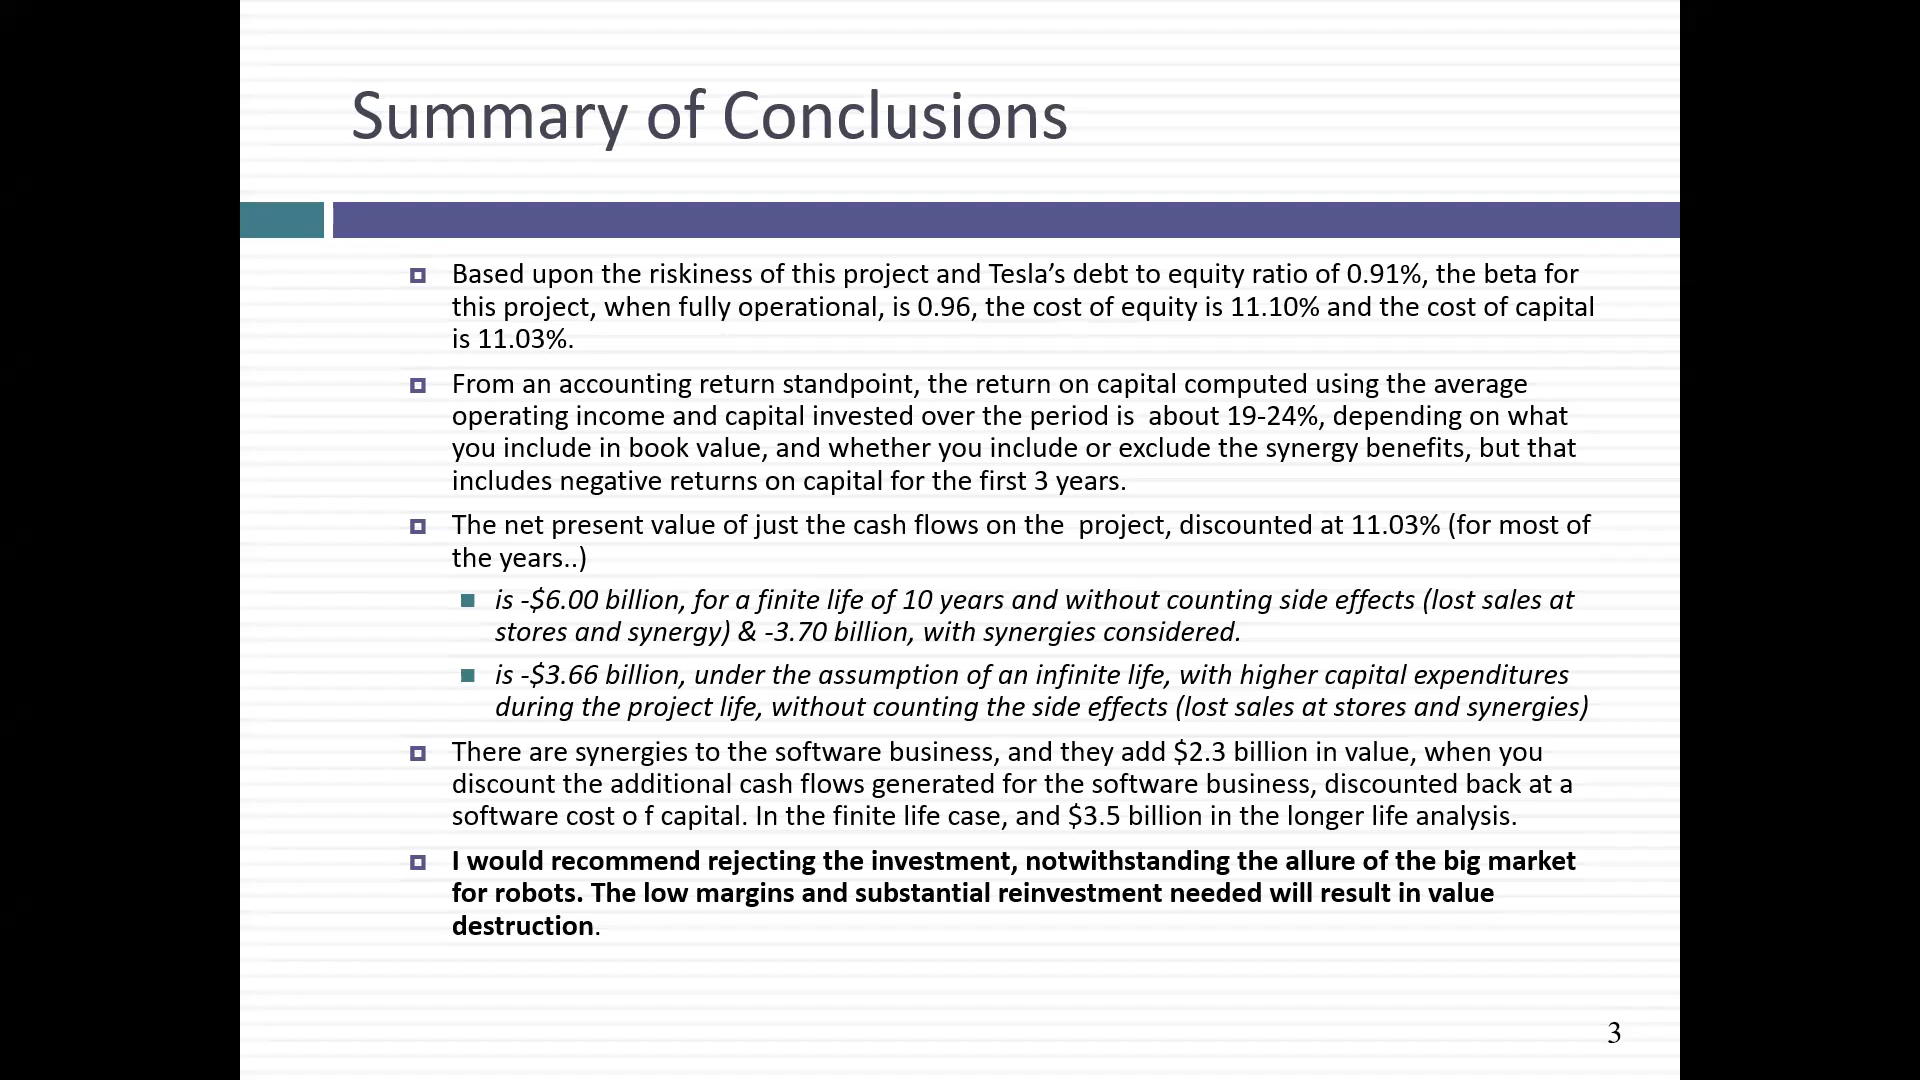 Summary of Conclusions
Based upon the riskiness of this project and Tesla’s debt to equity ratio of 0.91%, the beta for
this project, when fully operational, is 0.96, the cost of equity is 11.10% and the cost of capital
is 11.03%.
From an accounting return standpoint, the return on capital computed using the average
operating income and capital invested over the period is  about 19-24%, depending on what
you include in book value, and whether you include or exclude the synergy benefits, but that
includes negative returns on capital for the first 3 years.
The net present value of just the cash flows on the  project, discounted at 11.03% (for most of
the years..)
is -$6.00 billion, for a finite life of 10 years and without counting side effects (lost sales at
stores and synergy) & -3.70 billion, with synergies considered.
is -$3.66 billion, under the assumption of an infinite life, with higher capital expenditures
during the project life, without counting the side effects (lost sales at stores and synergies)
There are synergies to the software business, and they add $2.3 billion in value, when you
discount the additional cash flows generated for the software business, discounted back at a
software cost o f capital. In the finite life case, and $3.5 billion in the longer life analysis.
I would recommend rejecting the investment, notwithstanding the allure of the big market
for robots. The low margins and substantial reinvestment needed will result in value
destruction.
3